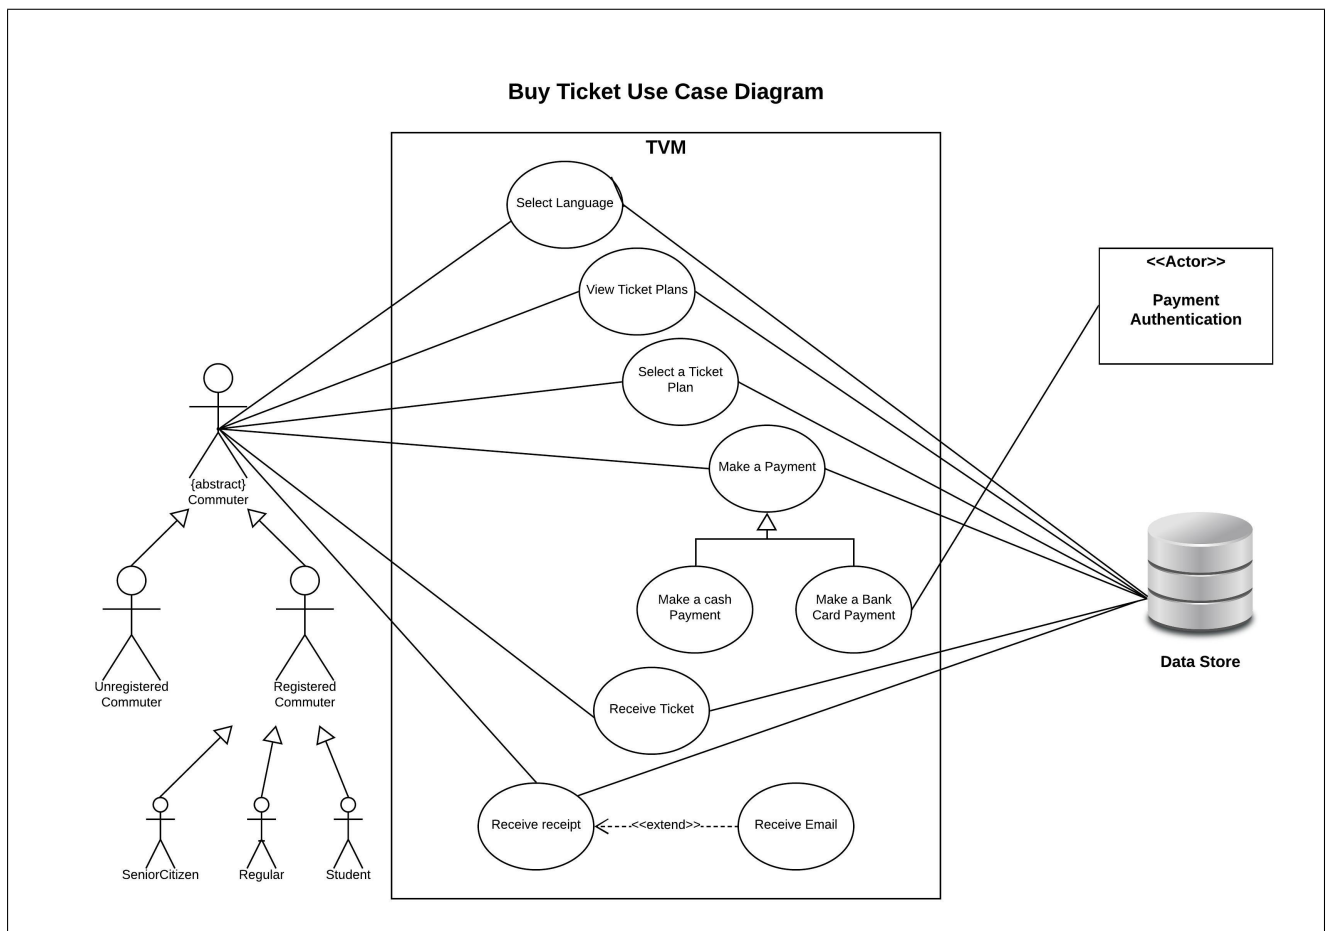 Buy Ticket Use Case Diagram
TVM
Select Language
View Ticket Plans
Select a Ticket
Plan
Make a Payment
Make a cash
Payment
Make a Bank
Card Payment
Receive Ticket
Receive receipt
<<extend>>
Receive Email
{abstract}
Commuter
Unregistered
Commuter
Registered
Commuter
SeniorCitizen
Regular
Student
<<Actor>>
Payment
Authentication
Data Store